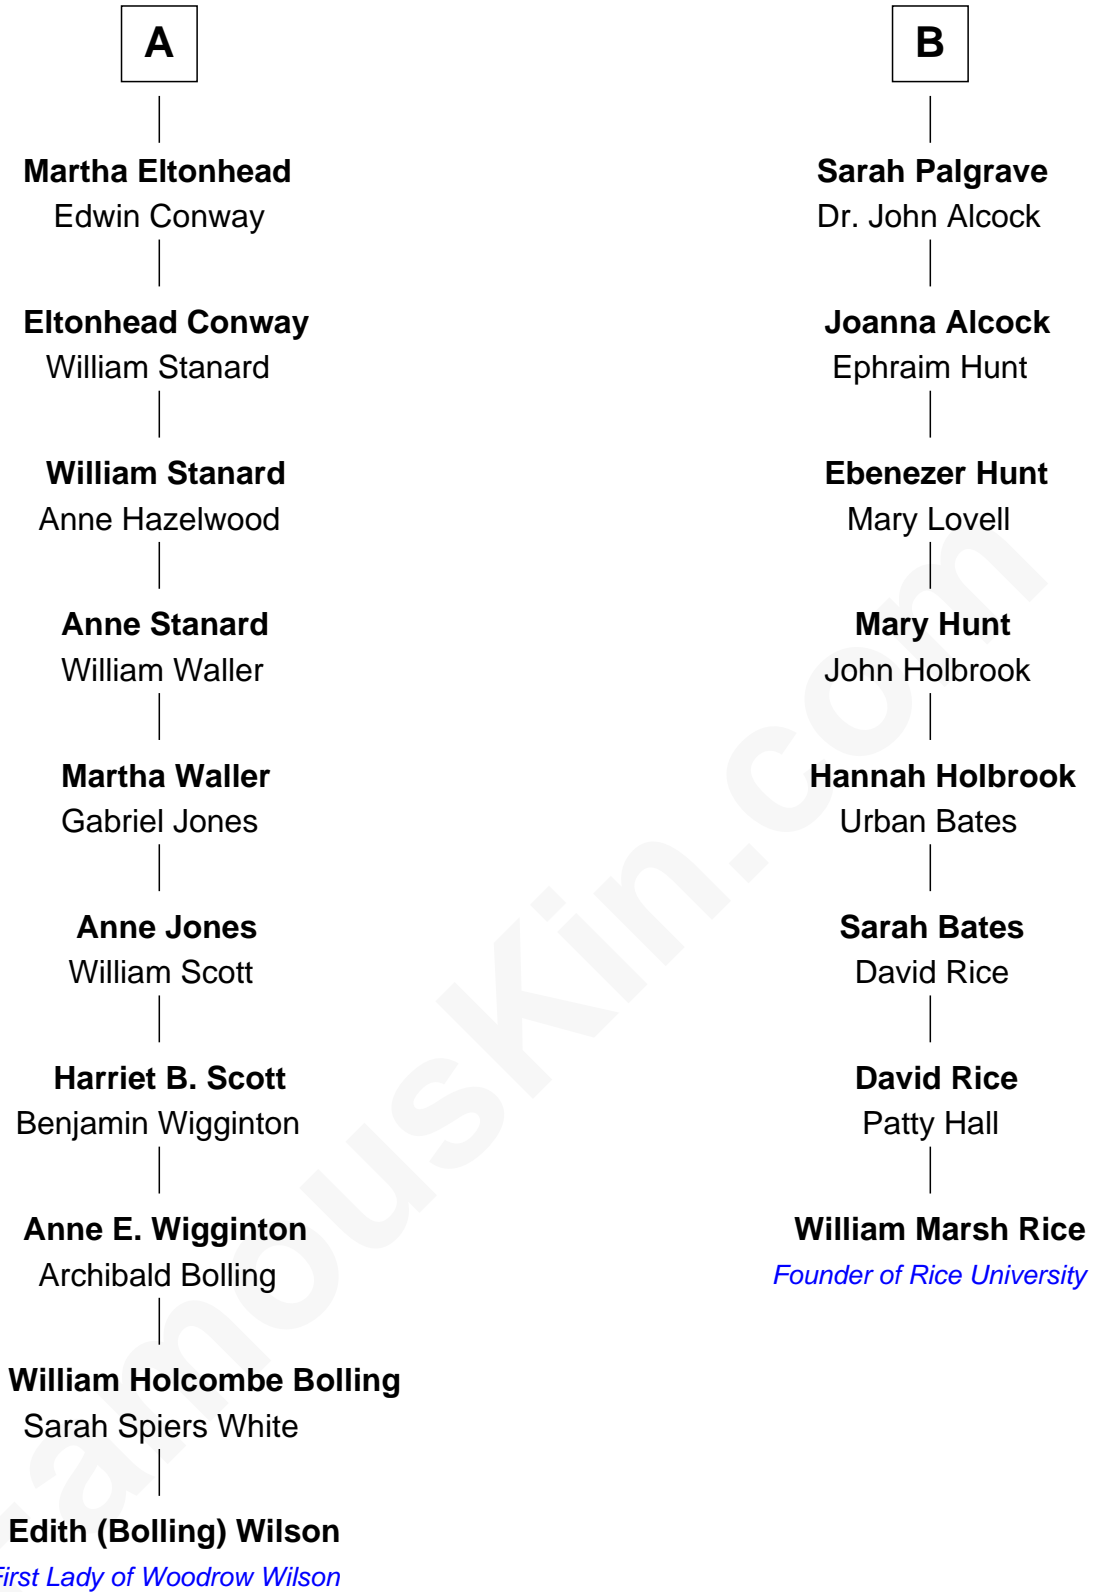 A
Martha Eltonhead
Edwin Conway
Eltonhead Conway
William Stanard
William Stanard
Anne Hazelwood
Anne Stanard
William Waller
Martha Waller
Gabriel Jones
Anne Jones
William Scott
Harriet B. Scott
Benjamin Wigginton
Anne E. Wigginton
Archibald Bolling
William Holcombe Bolling
Sarah Spiers White
Edith (Bolling) Wilson
First Lady of Woodrow Wilson
B
Sarah Palgrave
Dr. John Alcock
Joanna Alcock
Ephraim Hunt
Ebenezer Hunt
Mary Lovell
Mary Hunt
John Holbrook
Hannah Holbrook
Urban Bates
Sarah Bates
David Rice
David Rice
Patty Hall
William Marsh Rice
Founder of Rice University
famouskin.com